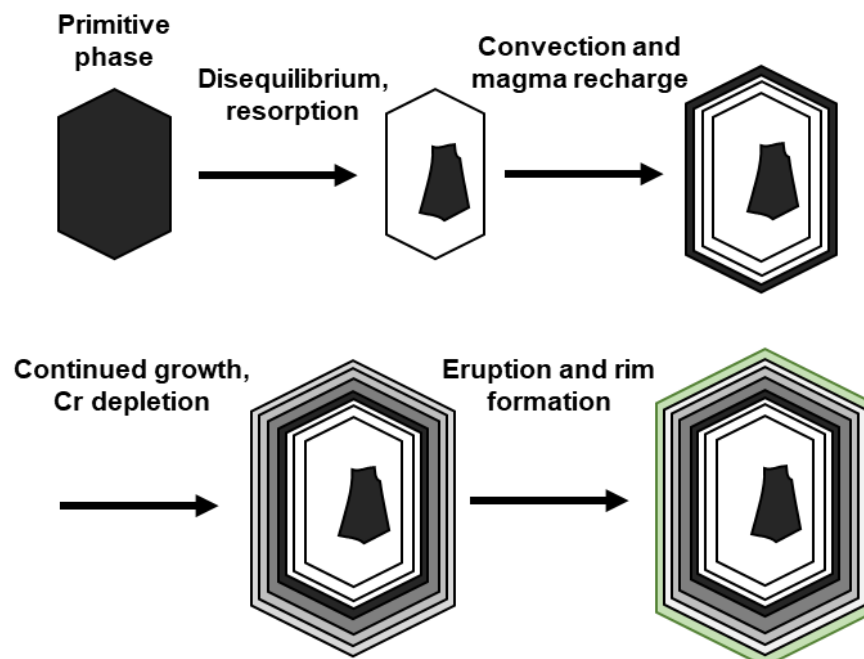 Primitive
phase
Disequilibrium,
resorption
Convection and
magma recharge
Continued growth,
Cr depletion
Eruption and rim
formation